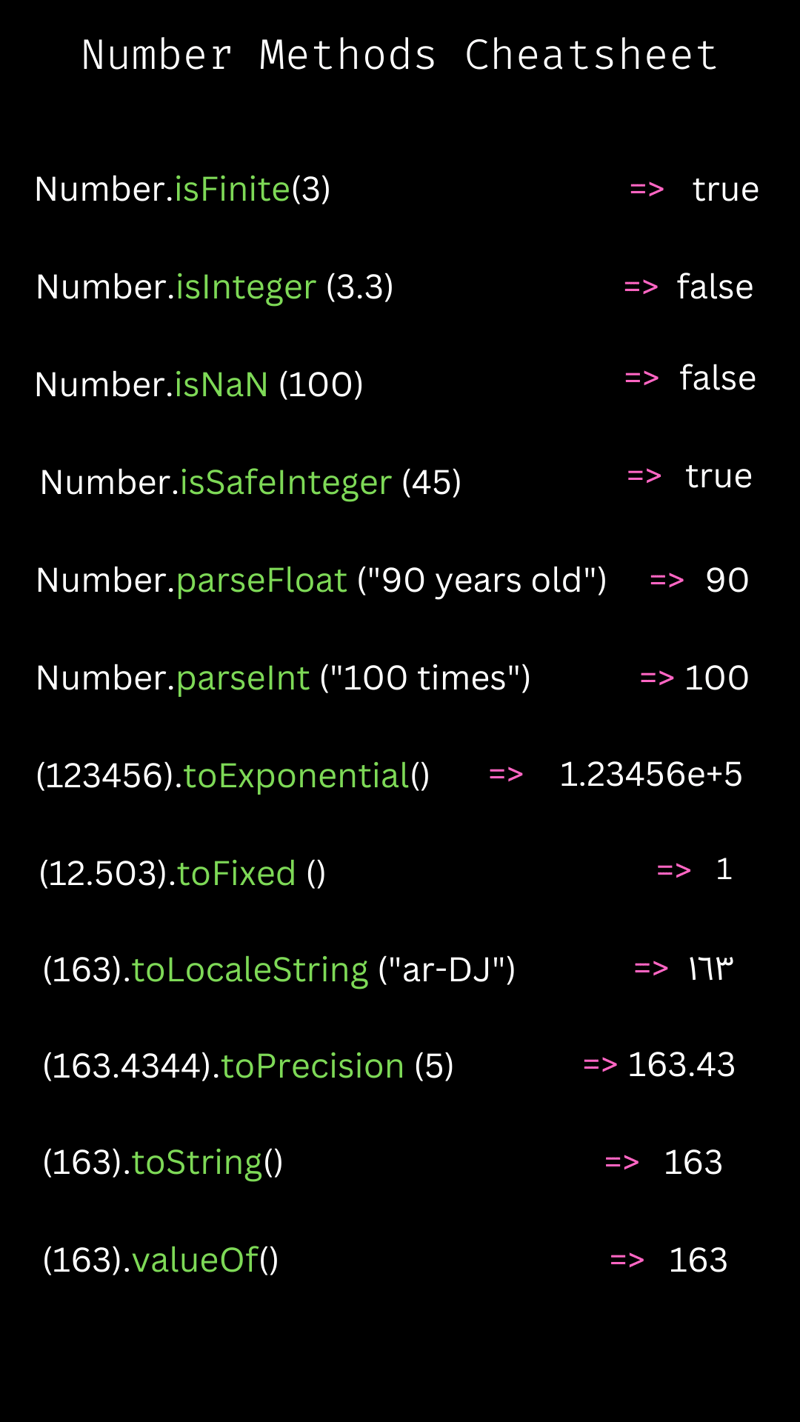 Number Methods Cheatsheet
Number.isFinite(3) => true
Number.isInteger (3.3) => false
Number.isNaN (100) => false
Number.isSafeInteger (45) => true
Number.parseFloat ("90 years old") => 90
Number.parseInt ("100 times") => 100
(123456).toExponential() => 1.23456e+5
(12.503).toFixed () => 1
(163).toLocaleString ("ar-DJ") => ١٦٣
(163.4344).toPrecision (5) => 163.43
(163).toString() => 163
(163).valueOf() => 163